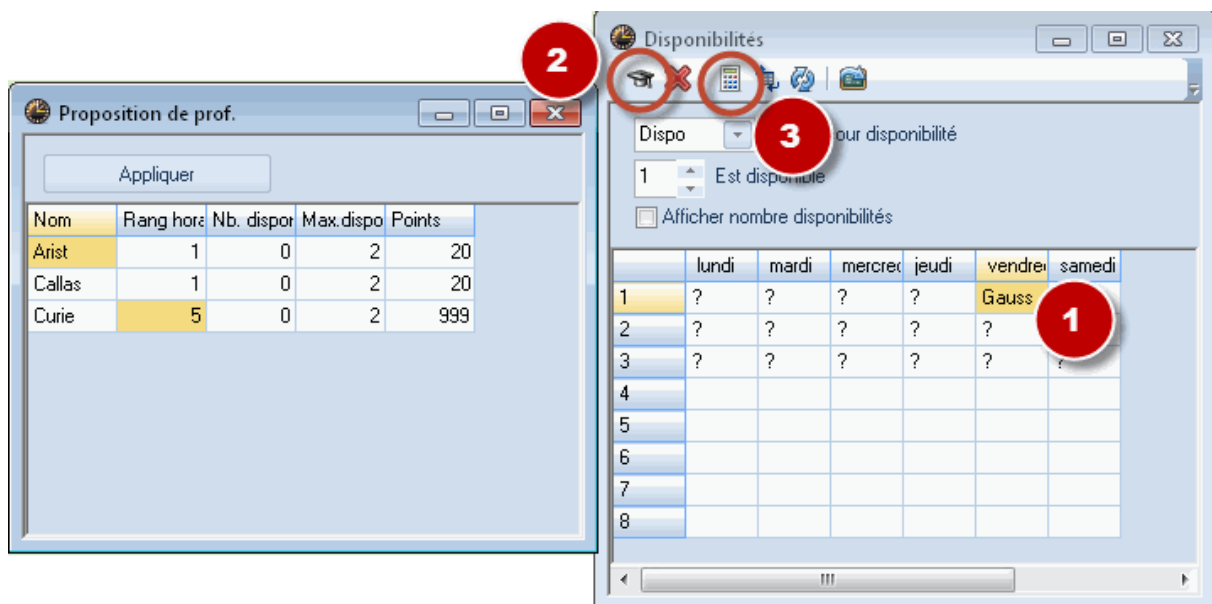 2
Disponibilités
Proposition de prof.
Appliquer
Nom Rang hora Nb. dispor Max.dispo Points
Arist 1 0 2 20
Callas 1 0 2 20
Curie 5 0 2 999
Dispo 3 our disponibilité
1 Est disponible
Afficher nombre disponibilités
lundi mardi mercrec jeudi vendre samedi
1 ? ? ? ? Gauss 1
2 ? ? ? ? ?
3 ? ? ? ? ? ?
4
5
6
7
8